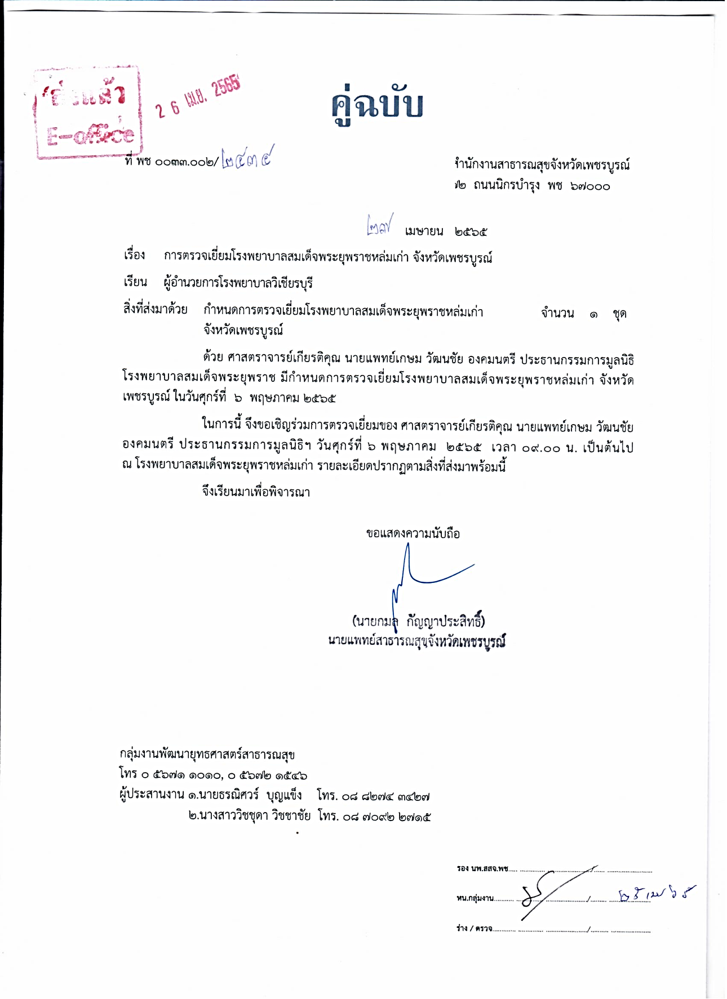 ส่งแล้ว
E-office
26 เม.ย. 2565
คู่ฉบับ
ที่ พช ๐๐๓๓.๐๐๒/
สำนักงานสาธารณสุขจังหวัดเพชรบูรณ์
ถนนนิกรบำรุง พช ๖๗๐๐๐
เมษายน ๒๕๖๕
เรื่อง การตรวจเยี่ยมโรงพยาบาลสมเด็จพระยุพราชหล่มเก่า จังหวัดเพชรบูรณ์
เรียน ผู้อำนวยการโรงพยาบาลวิเชียรบุรี
สิ่งที่ส่งมาด้วย กำหนดการตรวจเยี่ยมโรงพยาบาลสมเด็จพระยุพราชหล่มเก่า จำนวน ๑ ชุด
จังหวัดเพชรบูรณ์
ด้วย ศาสตราจารย์เกียรติคุณ นายแพทย์เกษม วัฒนชัย องคมนตรี ประธานกรรมการมูลนิธิ
โรงพยาบาลสมเด็จพระยุพราช มีกำหนดการตรวจเยี่ยมโรงพยาบาลสมเด็จพระยุพราชหล่มเก่า จังหวัด
เพชรบูรณ์ ในวันศุกร์ที่ ๖ พฤษภาคม ๒๕๖๕
ในการนี้ จึงขอเชิญร่วมการตรวจเยี่ยมของ ศาสตราจารย์เกียรติคุณ นายแพทย์เกษม วัฒนชัย
องคมนตรี ประธานกรรมการมูลนิธิฯ วันศุกร์ที่ ๖ พฤษภาคม ๒๕๖๕ เวลา ๐๙.๐๐ น. เป็นต้นไป
ณ โรงพยาบาลสมเด็จพระยุพราชหล่มเก่า รายละเอียดปรากฏตามสิ่งที่ส่งมาพร้อมนี้
จึงเรียนมาเพื่อพิจารณา
ขอแสดงความนับถือ
(นายกมล กัญญาประสิทธิ์)
นายแพทย์สาธารณสุขจังหวัดเพชรบูรณ์
กลุ่มงานพัฒนายุทธศาสตร์สาธารณสุข
โทร ๐ ๕๖๗๑ ๑๐๑๐, ๐ ๕๖๗๒ ๑๕๔๖
ผู้ประสานงาน ๑.นายธรณิศวร์ บุญแข็ง โทร. ๐๘ ๘๒๗๔ ๓๔๒๗
๒.นางสาววิชชุดา วิชชาชัย โทร. ๐๘ ๗๐๙๒ ๒๗๑๕
รอง นพ.สสจ.พช..... ............... ........................./....... ..........................
หน.กลุ่มงาน............ ............... ........................./......... 
ร่าง / ตรวจ.............. ............... ........................./.......... .......................